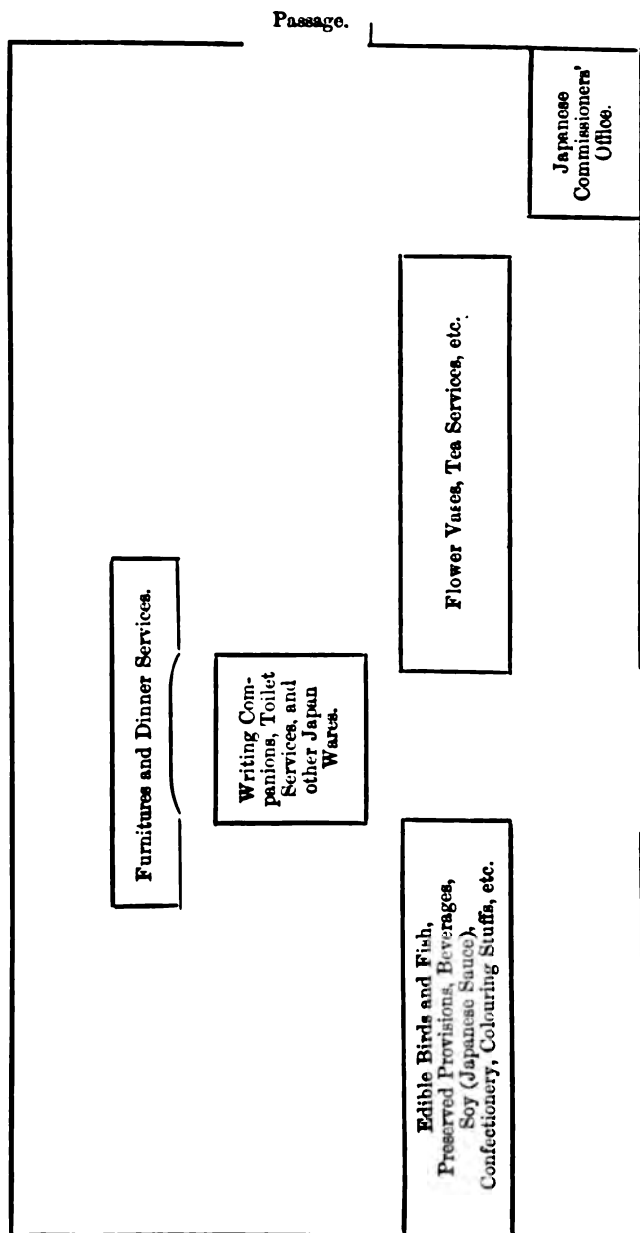 Passage.
Japanese
Commissioners'
Office.
Flower Vases, Tea Services, etc.
Furnitures and Dinner Services.
Writing Com-
panions, Toilet
Services, and
other Japan
Wares.
Edible Birds and Fish,
Preserved Provisions, Beverages,
Soy (Japanese Sauce),
Confectionery, Colouring Stuffs, etc.